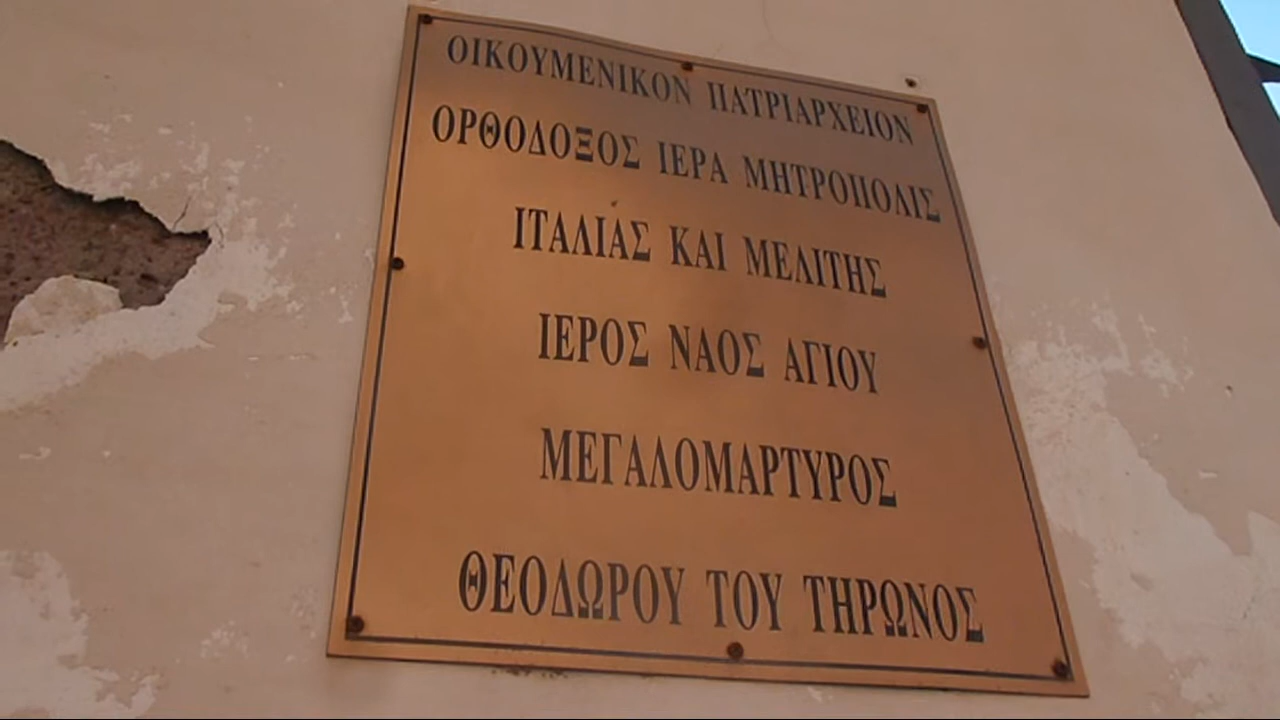 ΟΙΚΟΥΜΕΝΙΚΟΝ ΠΑΤΡΙΑΡΧΕΙΟΝ
ΟΡΘΟΔΟΞΟΣ ΙΕΡΑ ΜΗΤΡΟΠΟΛΙΣ
ΙΤΑΛΙΑΣ ΚΑΙ ΜΕΛΙΤΗΣ
ΙΕΡΟΣ ΝΑΟΣ ΑΓΙΟΥ
ΜΕΓΑΛΟΜΑΡΤΥΡΟΣ
ΘΕΟΔΩΡΟΥ ΤΟΥ ΤΗΡΩΝΟΣ